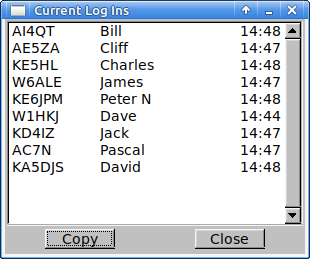 Current Log Ins
AI4QT Bill 14:48
AE5ZA Cliff 14:47
KE5HL Charles 14:48
W6ALE James 14:47
KE6JPM Peter N 14:48
W1HKJ Dave 14:44
KD4IZ Jack 14:47
AC7N Pascal 14:47
KA5DJS David 14:48
Copy Close